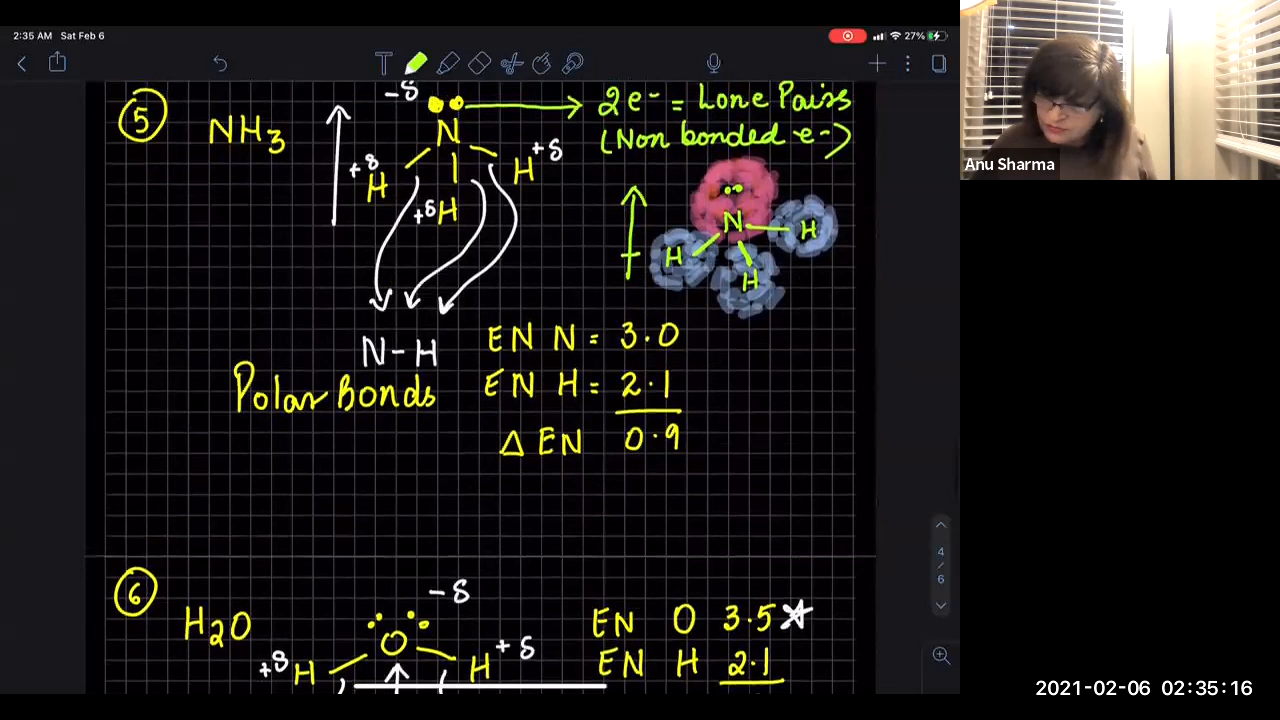 2:35 AM Sat Feb 6
27%
T
Anu Sharma
5
NH3
-δ
N
+δ
H
+δ
H
H
+δ
2e- = Lone Pairs
(Non bonded e-)
N
H
H
H
N-H
Polar Bonds
EN N = 3.0
EN H = 2.1
Δ EN 0.9
4
/
6
6
H2O
-δ
O
+δ
H
H
+δ
EN O 3.5
EN H 2.1
2021-02-06 02:35:16